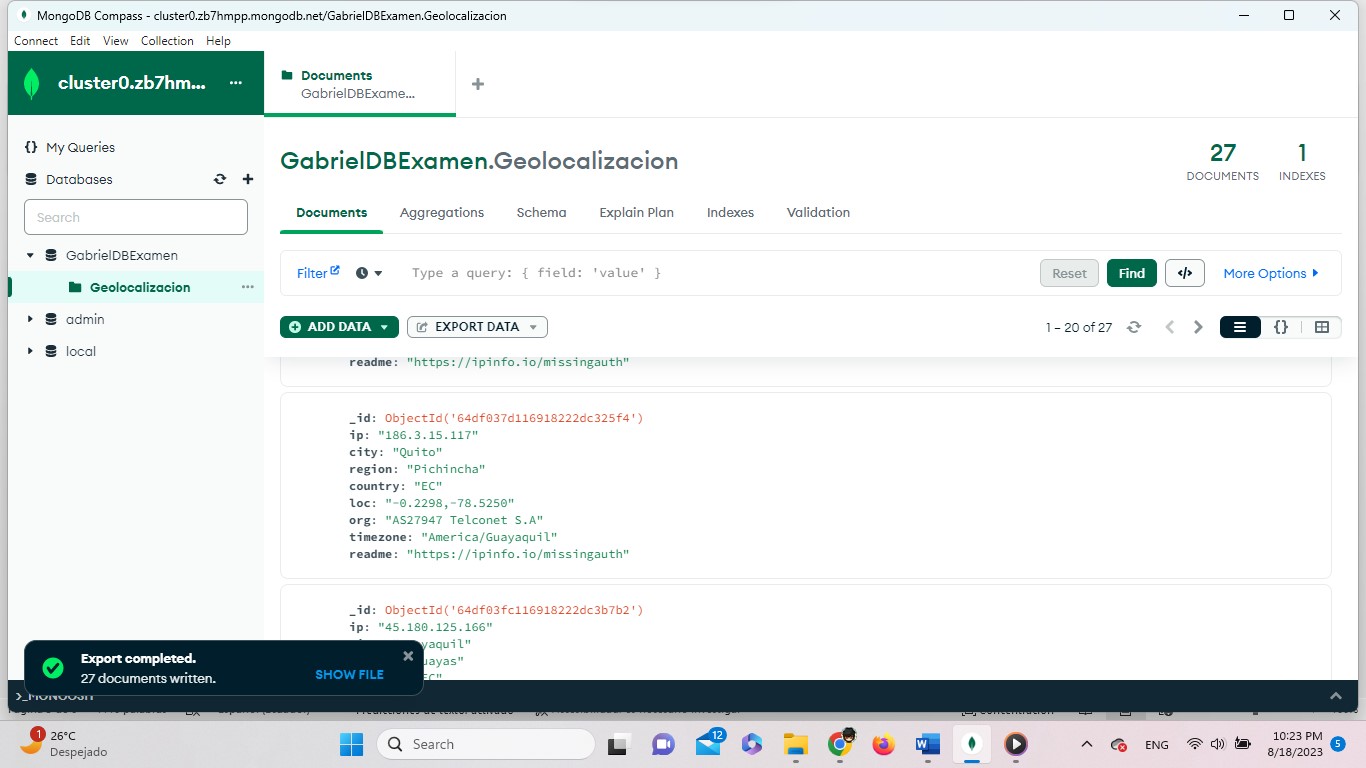 MongoDB Compass - cluster0.zb7hmpp.mongodb.net/GabrielDBExamen.Geolocalizacion
Connect Edit View Collection Help
cluster0.zb7hm... ...
Documents
GabrielDBExame...
+
{} My Queries
Databases
Search
GabrielDBExamen
Geolocalizacion ...
admin
local
GabrielDBExamen.Geolocalizacion
27
DOCUMENTS
1
INDEXES
Documents Aggregations Schema Explain Plan Indexes Validation
Filter Type a query: { field: 'value' } Reset Find </> More Options
ADD DATA EXPORT DATA 1 – 20 of 27 {}
readme: "https://ipinfo.io/missingauth"
_id: ObjectId('64df037d116918222dc325f4')
ip: "186.3.15.117"
city: "Quito"
region: "Pichincha"
country: "EC"
loc: "-0.2298,-78.5250"
org: "AS27947 Telconet S.A"
timezone: "America/Guayaquil"
readme: "https://ipinfo.io/missingauth"
_id: ObjectId('64df03fc116918222dc3b7b2')
ip: "45.180.125.166"
yaquil"
uayas"
EC"
Export completed.
27 documents written.
SHOW FILE
>_MONGOSH
26°C
Despejado
1
Search
12
ENG
10:23 PM
8/18/2023
5